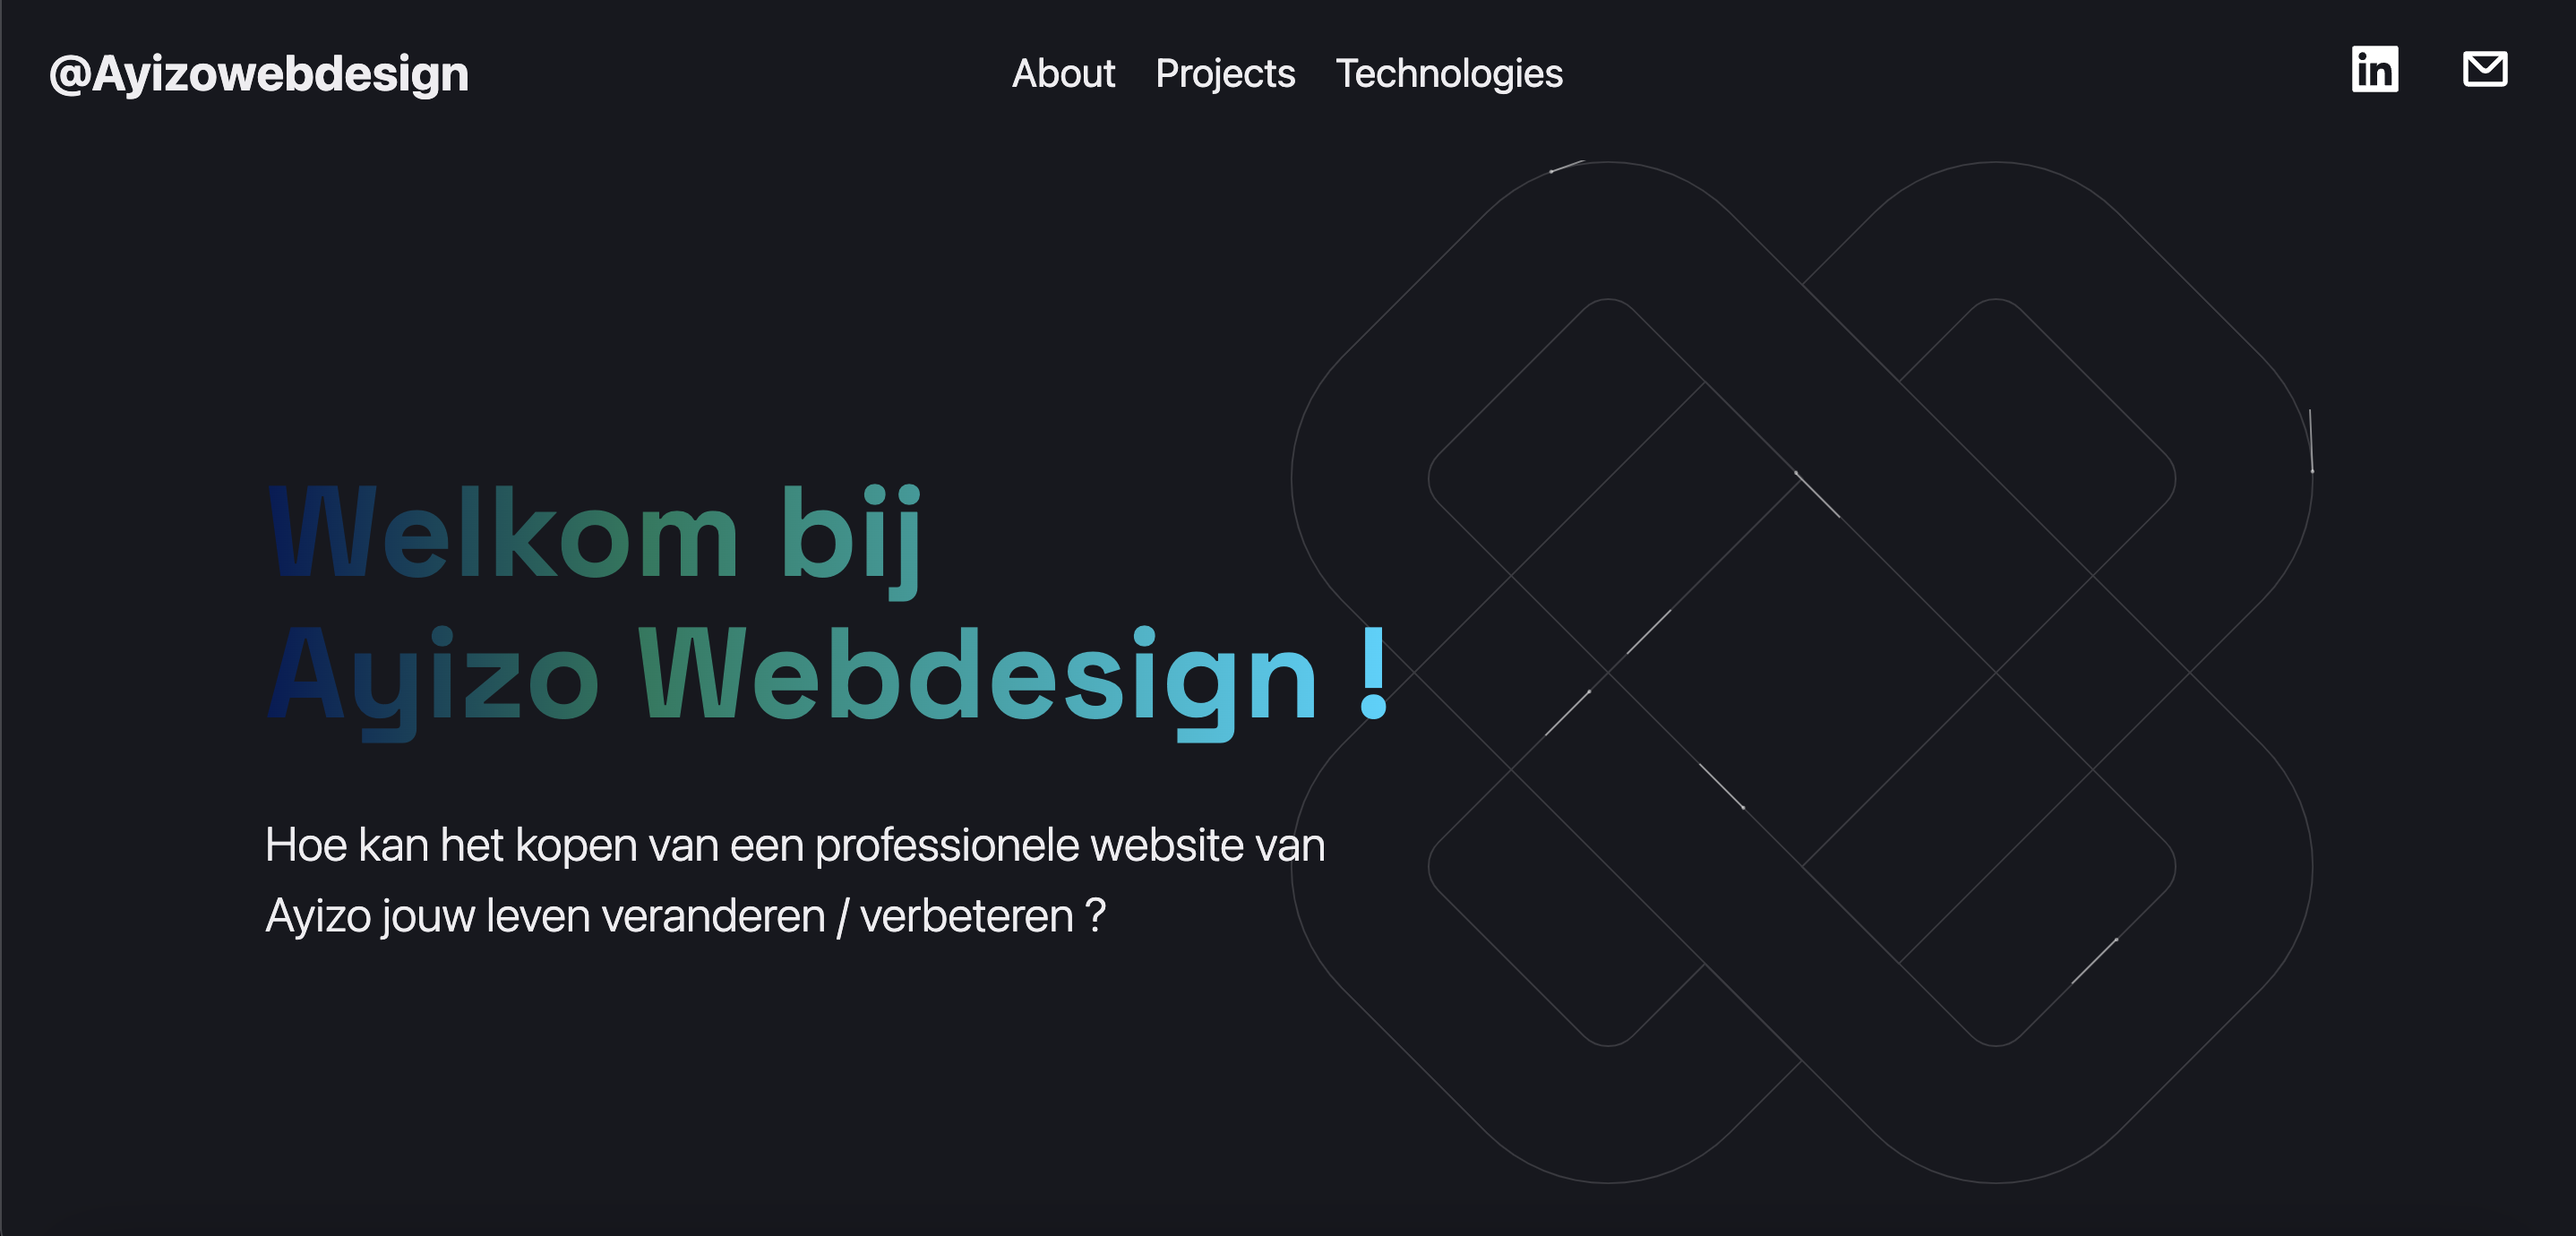 @Ayizowebdesign
About Projects Technologies
in
Welkom bij
Ayizo Webdesign !
Hoe kan het kopen van een professionele website van
Ayizo jouw leven veranderen / verbeteren ?